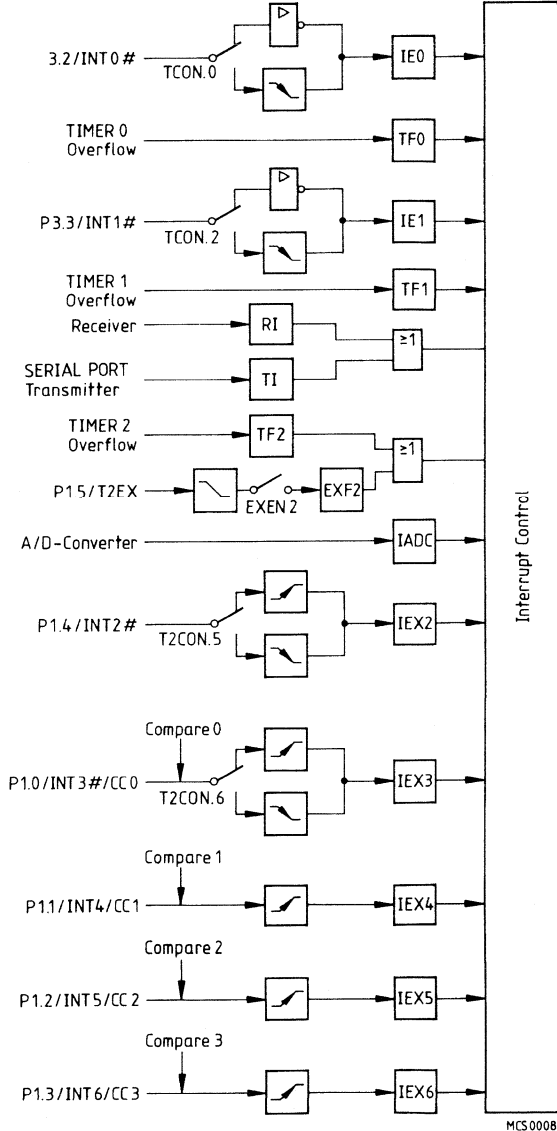 3.2/INT0#
TCON.0
IE0
TIMER 0
Overflow
TF0
P3.3/INT1#
TCON.2
IE1
TIMER 1
Overflow
TF1
Receiver
RI
≥1
SERIAL PORT
Transmitter
TI
TIMER 2
Overflow
TF2
≥1
P1 5/T2EX
EXEN2
EXF2
A/D-Converter
IADC
Interrupt Control
P1.4/INT2#
T2CON.5
IEX2
Compare 0
P1.0/INT3#/CC0
T2CON.6
IEX3
Compare 1
P1.1/INT4/CC1
IEX4
Compare 2
P1.2/INT5/CC2
IEX5
Compare 3
P1.3/INT6/CC3
IEX6
MCS0008